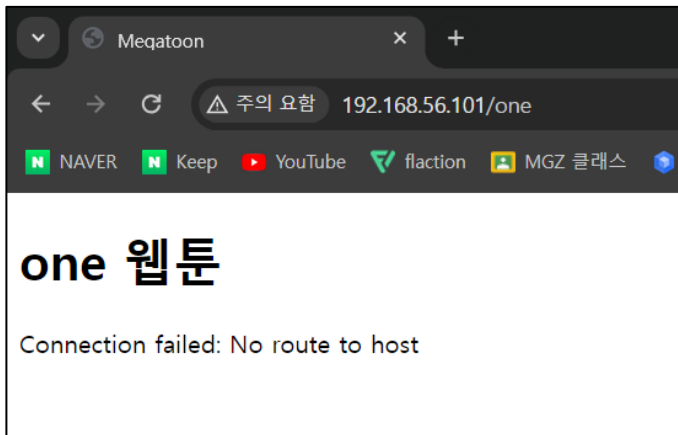 Megatoon
주의 요함 192.168.56.101/one
NAVER Keep YouTube flaction MGZ 클래스
one 웹툰
Connection failed: No route to host